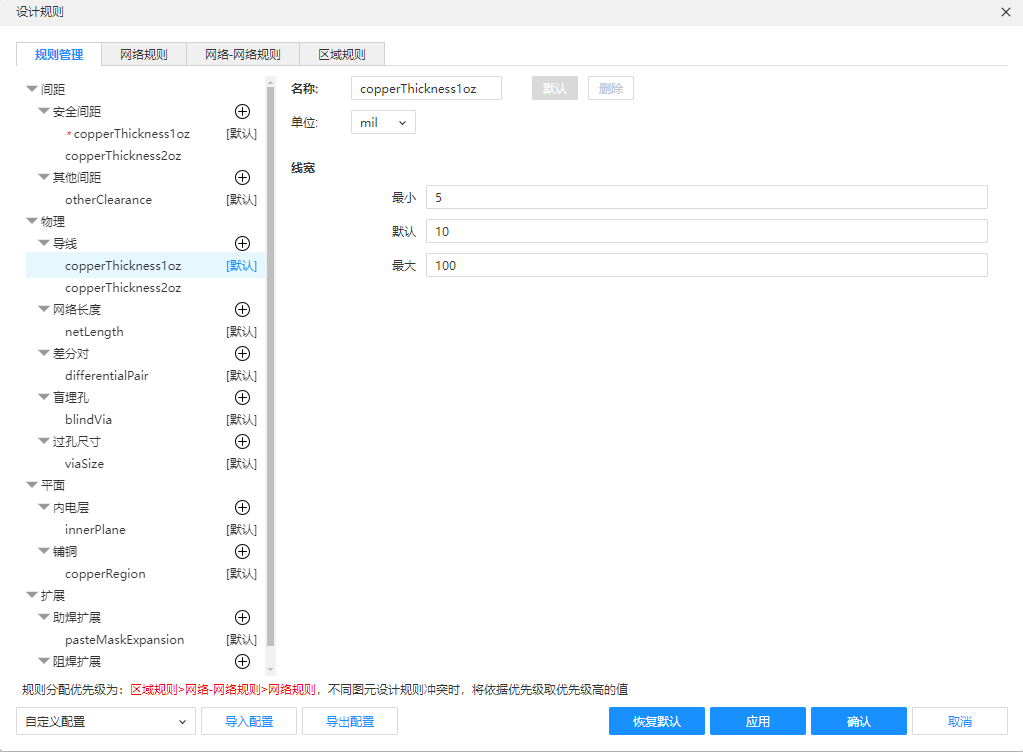 设计规则
规则管理 网络规则 网络-网络规则 区域规则
间距
安全间距
*copperThickness1oz [默认]
copperThickness2oz
其他间距
otherClearance [默认]
物理
导线
copperThickness1oz [默认]
copperThickness2oz
网络长度
netLength [默认]
差分对
differentialPair [默认]
盲埋孔
blindVia [默认]
过孔尺寸
viaSize [默认]
平面
内电层
innerPlane [默认]
铺铜
copperRegion [默认]
扩展
助焊扩展
pasteMaskExpansion [默认]
阻焊扩展
名称: copperThickness1oz 默认 删除
单位: mil
线宽
最小 5
默认 10
最大 100
规则分配优先级为：区域规则>网络-网络规则>网络规则，不同图元设计规则冲突时，将依据优先级取优先级高的值
自定义配置 导入配置 导出配置 恢复默认 应用 确认 取消